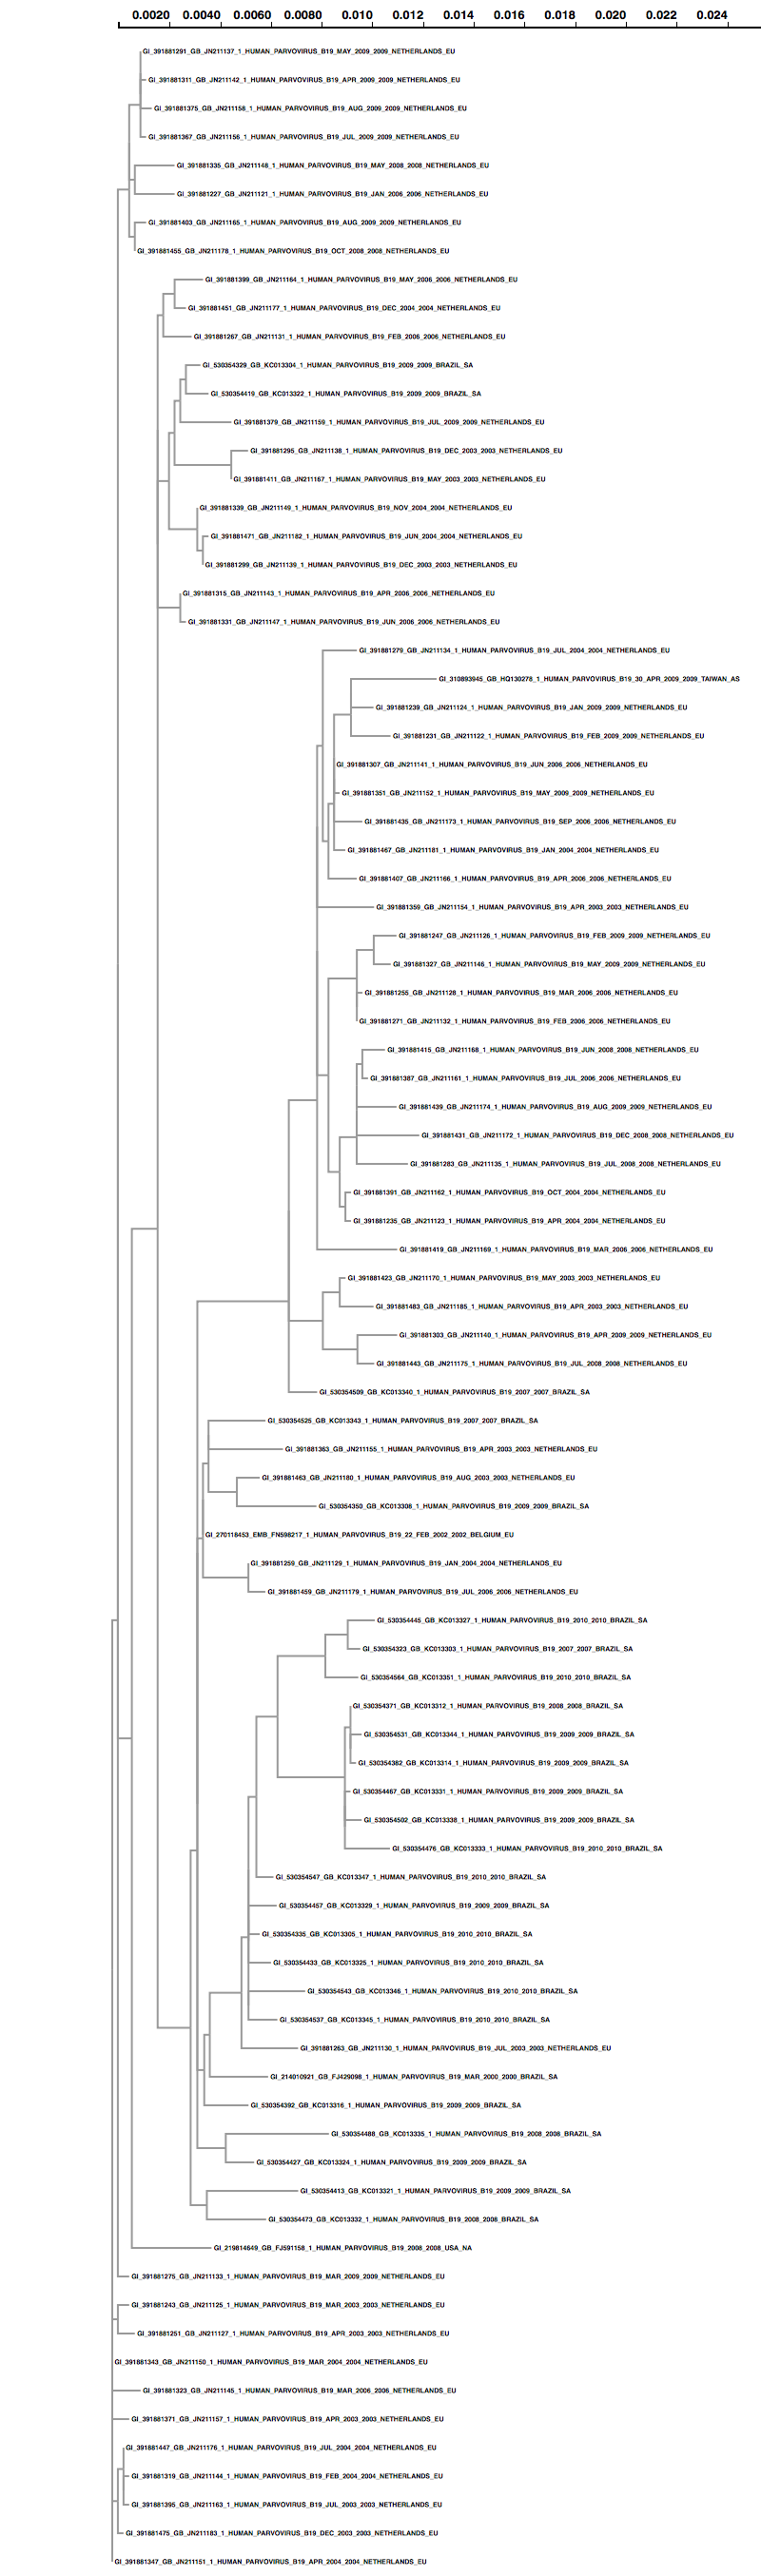 0.0020 0.0040 0.0060 0.0080 0.010 0.012 0.014 0.016 0.018 0.020 0.022 0.024
GI_391881291_GB_JN211137_1_HUMAN_PARVOVIRUS_B19_MAY_2009_2009_NETHERLANDS_EU
GI_391881311_GB_JN211142_1_HUMAN_PARVOVIRUS_B19_APR_2009_2009_NETHERLANDS_EU
GI_391881375_GB_JN211158_1_HUMAN_PARVOVIRUS_B19_AUG_2009_2009_NETHERLANDS_EU
GI_391881367_GB_JN211156_1_HUMAN_PARVOVIRUS_B19_JUL_2009_2009_NETHERLANDS_EU
GI_391881335_GB_JN211148_1_HUMAN_PARVOVIRUS_B19_MAY_2008_2008_NETHERLANDS_EU
GI_391881227_GB_JN211121_1_HUMAN_PARVOVIRUS_B19_JAN_2006_2006_NETHERLANDS_EU
GI_391881403_GB_JN211165_1_HUMAN_PARVOVIRUS_B19_AUG_2009_2009_NETHERLANDS_EU
GI_391881455_GB_JN211178_1_HUMAN_PARVOVIRUS_B19_OCT_2008_2008_NETHERLANDS_EU
GI_391881399_GB_JN211164_1_HUMAN_PARVOVIRUS_B19_MAY_2006_2006_NETHERLANDS_EU
GI_391881451_GB_JN211177_1_HUMAN_PARVOVIRUS_B19_DEC_2004_2004_NETHERLANDS_EU
GI_391881267_GB_JN211131_1_HUMAN_PARVOVIRUS_B19_FEB_2006_2006_NETHERLANDS_EU
GI_530354329_GB_KC013304_1_HUMAN_PARVOVIRUS_B19_2009_2009_BRAZIL_SA
GI_530354419_GB_KC013322_1_HUMAN_PARVOVIRUS_B19_2009_2009_BRAZIL_SA
GI_391881379_GB_JN211159_1_HUMAN_PARVOVIRUS_B19_JUL_2009_2009_NETHERLANDS_EU
GI_391881295_GB_JN211138_1_HUMAN_PARVOVIRUS_B19_DEC_2003_2003_NETHERLANDS_EU
GI_391881411_GB_JN211167_1_HUMAN_PARVOVIRUS_B19_MAY_2003_2003_NETHERLANDS_EU
GI_391881339_GB_JN211149_1_HUMAN_PARVOVIRUS_B19_NOV_2004_2004_NETHERLANDS_EU
GI_391881471_GB_JN211182_1_HUMAN_PARVOVIRUS_B19_JUN_2004_2004_NETHERLANDS_EU
GI_391881299_GB_JN211139_1_HUMAN_PARVOVIRUS_B19_DEC_2003_2003_NETHERLANDS_EU
GI_391881315_GB_JN211143_1_HUMAN_PARVOVIRUS_B19_APR_2006_2006_NETHERLANDS_EU
GI_391881331_GB_JN211147_1_HUMAN_PARVOVIRUS_B19_JUN_2006_2006_NETHERLANDS_EU
GI_391881279_GB_JN211134_1_HUMAN_PARVOVIRUS_B19_JUL_2004_2004_NETHERLANDS_EU
GI_310893945_GB_HQ130278_1_HUMAN_PARVOVIRUS_B19_30_APR_2009_2009_TAIWAN_AS
GI_391881239_GB_JN211124_1_HUMAN_PARVOVIRUS_B19_JAN_2009_2009_NETHERLANDS_EU
GI_391881231_GB_JN211122_1_HUMAN_PARVOVIRUS_B19_FEB_2009_2009_NETHERLANDS_EU
GI_391881307_GB_JN211141_1_HUMAN_PARVOVIRUS_B19_JUN_2006_2006_NETHERLANDS_EU
GI_391881351_GB_JN211152_1_HUMAN_PARVOVIRUS_B19_MAY_2009_2009_NETHERLANDS_EU
GI_391881435_GB_JN211173_1_HUMAN_PARVOVIRUS_B19_SEP_2006_2006_NETHERLANDS_EU
GI_391881467_GB_JN211181_1_HUMAN_PARVOVIRUS_B19_JAN_2004_2004_NETHERLANDS_EU
GI_391881407_GB_JN211166_1_HUMAN_PARVOVIRUS_B19_APR_2006_2006_NETHERLANDS_EU
GI_391881359_GB_JN211154_1_HUMAN_PARVOVIRUS_B19_APR_2003_2003_NETHERLANDS_EU
GI_391881247_GB_JN211126_1_HUMAN_PARVOVIRUS_B19_FEB_2009_2009_NETHERLANDS_EU
GI_391881327_GB_JN211146_1_HUMAN_PARVOVIRUS_B19_MAY_2009_2009_NETHERLANDS_EU
GI_391881255_GB_JN211128_1_HUMAN_PARVOVIRUS_B19_MAR_2006_2006_NETHERLANDS_EU
GI_391881271_GB_JN211132_1_HUMAN_PARVOVIRUS_B19_FEB_2006_2006_NETHERLANDS_EU
GI_391881415_GB_JN211168_1_HUMAN_PARVOVIRUS_B19_JUN_2008_2008_NETHERLANDS_EU
GI_391881387_GB_JN211161_1_HUMAN_PARVOVIRUS_B19_JUL_2006_2006_NETHERLANDS_EU
GI_391881439_GB_JN211174_1_HUMAN_PARVOVIRUS_B19_AUG_2009_2009_NETHERLANDS_EU
GI_391881431_GB_JN211172_1_HUMAN_PARVOVIRUS_B19_DEC_2008_2008_NETHERLANDS_EU
GI_391881283_GB_JN211135_1_HUMAN_PARVOVIRUS_B19_JUL_2008_2008_NETHERLANDS_EU
GI_391881391_GB_JN211162_1_HUMAN_PARVOVIRUS_B19_OCT_2004_2004_NETHERLANDS_EU
GI_391881235_GB_JN211123_1_HUMAN_PARVOVIRUS_B19_APR_2004_2004_NETHERLANDS_EU
GI_391881419_GB_JN211169_1_HUMAN_PARVOVIRUS_B19_MAR_2006_2006_NETHERLANDS_EU
GI_391881423_GB_JN211170_1_HUMAN_PARVOVIRUS_B19_MAY_2003_2003_NETHERLANDS_EU
GI_391881483_GB_JN211185_1_HUMAN_PARVOVIRUS_B19_APR_2003_2003_NETHERLANDS_EU
GI_391881303_GB_JN211140_1_HUMAN_PARVOVIRUS_B19_APR_2009_2009_NETHERLANDS_EU
GI_391881443_GB_JN211175_1_HUMAN_PARVOVIRUS_B19_JUL_2008_2008_NETHERLANDS_EU
GI_530354509_GB_KC013340_1_HUMAN_PARVOVIRUS_B19_2007_2007_BRAZIL_SA
GI_530354525_GB_KC013343_1_HUMAN_PARVOVIRUS_B19_2007_2007_BRAZIL_SA
GI_391881363_GB_JN211155_1_HUMAN_PARVOVIRUS_B19_APR_2003_2003_NETHERLANDS_EU
GI_391881463_GB_JN211180_1_HUMAN_PARVOVIRUS_B19_AUG_2003_2003_NETHERLANDS_EU
GI_530354350_GB_KC013308_1_HUMAN_PARVOVIRUS_B19_2009_2009_BRAZIL_SA
GI_270118453_EMB_FN598217_1_HUMAN_PARVOVIRUS_B19_22_FEB_2002_2002_BELGIUM_EU
GI_391881259_GB_JN211129_1_HUMAN_PARVOVIRUS_B19_JAN_2004_2004_NETHERLANDS_EU
GI_391881459_GB_JN211179_1_HUMAN_PARVOVIRUS_B19_JUL_2006_2006_NETHERLANDS_EU
GI_530354445_GB_KC013327_1_HUMAN_PARVOVIRUS_B19_2010_2010_BRAZIL_SA
GI_530354323_GB_KC013303_1_HUMAN_PARVOVIRUS_B19_2007_2007_BRAZIL_SA
GI_530354564_GB_KC013351_1_HUMAN_PARVOVIRUS_B19_2010_2010_BRAZIL_SA
GI_530354371_GB_KC013312_1_HUMAN_PARVOVIRUS_B19_2008_2008_BRAZIL_SA
GI_530354531_GB_KC013344_1_HUMAN_PARVOVIRUS_B19_2009_2009_BRAZIL_SA
GI_530354382_GB_KC013314_1_HUMAN_PARVOVIRUS_B19_2009_2009_BRAZIL_SA
GI_530354467_GB_KC013331_1_HUMAN_PARVOVIRUS_B19_2009_2009_BRAZIL_SA
GI_530354502_GB_KC013338_1_HUMAN_PARVOVIRUS_B19_2009_2009_BRAZIL_SA
GI_530354476_GB_KC013333_1_HUMAN_PARVOVIRUS_B19_2010_2010_BRAZIL_SA
GI_530354547_GB_KC013347_1_HUMAN_PARVOVIRUS_B19_2010_2010_BRAZIL_SA
GI_530354457_GB_KC013329_1_HUMAN_PARVOVIRUS_B19_2009_2009_BRAZIL_SA
GI_530354335_GB_KC013305_1_HUMAN_PARVOVIRUS_B19_2010_2010_BRAZIL_SA
GI_530354433_GB_KC013325_1_HUMAN_PARVOVIRUS_B19_2010_2010_BRAZIL_SA
GI_530354543_GB_KC013346_1_HUMAN_PARVOVIRUS_B19_2010_2010_BRAZIL_SA
GI_530354537_GB_KC013345_1_HUMAN_PARVOVIRUS_B19_2010_2010_BRAZIL_SA
GI_391881263_GB_JN211130_1_HUMAN_PARVOVIRUS_B19_JUL_2003_2003_NETHERLANDS_EU
GI_214010921_GB_FJ429098_1_HUMAN_PARVOVIRUS_B19_MAR_2000_2000_BRAZIL_SA
GI_530354392_GB_KC013316_1_HUMAN_PARVOVIRUS_B19_2009_2009_BRAZIL_SA
GI_530354488_GB_KC013335_1_HUMAN_PARVOVIRUS_B19_2008_2008_BRAZIL_SA
GI_530354427_GB_KC013324_1_HUMAN_PARVOVIRUS_B19_2009_2009_BRAZIL_SA
GI_530354413_GB_KC013321_1_HUMAN_PARVOVIRUS_B19_2009_2009_BRAZIL_SA
GI_530354473_GB_KC013332_1_HUMAN_PARVOVIRUS_B19_2008_2008_BRAZIL_SA
GI_219814649_GB_FJ591158_1_HUMAN_PARVOVIRUS_B19_2008_2008_USA_NA
GI_391881275_GB_JN211133_1_HUMAN_PARVOVIRUS_B19_MAR_2009_2009_NETHERLANDS_EU
GI_391881243_GB_JN211125_1_HUMAN_PARVOVIRUS_B19_MAR_2003_2003_NETHERLANDS_EU
GI_391881251_GB_JN211127_1_HUMAN_PARVOVIRUS_B19_APR_2003_2003_NETHERLANDS_EU
GI_391881343_GB_JN211150_1_HUMAN_PARVOVIRUS_B19_MAR_2004_2004_NETHERLANDS_EU
GI_391881323_GB_JN211145_1_HUMAN_PARVOVIRUS_B19_MAR_2006_2006_NETHERLANDS_EU
GI_391881371_GB_JN211157_1_HUMAN_PARVOVIRUS_B19_APR_2003_2003_NETHERLANDS_EU
GI_391881447_GB_JN211176_1_HUMAN_PARVOVIRUS_B19_JUL_2004_2004_NETHERLANDS_EU
GI_391881319_GB_JN211144_1_HUMAN_PARVOVIRUS_B19_FEB_2004_2004_NETHERLANDS_EU
GI_391881395_GB_JN211163_1_HUMAN_PARVOVIRUS_B19_JUL_2003_2003_NETHERLANDS_EU
GI_391881475_GB_JN211183_1_HUMAN_PARVOVIRUS_B19_DEC_2003_2003_NETHERLANDS_EU
GI_391881347_GB_JN211151_1_HUMAN_PARVOVIRUS_B19_APR_2004_2004_NETHERLANDS_EU